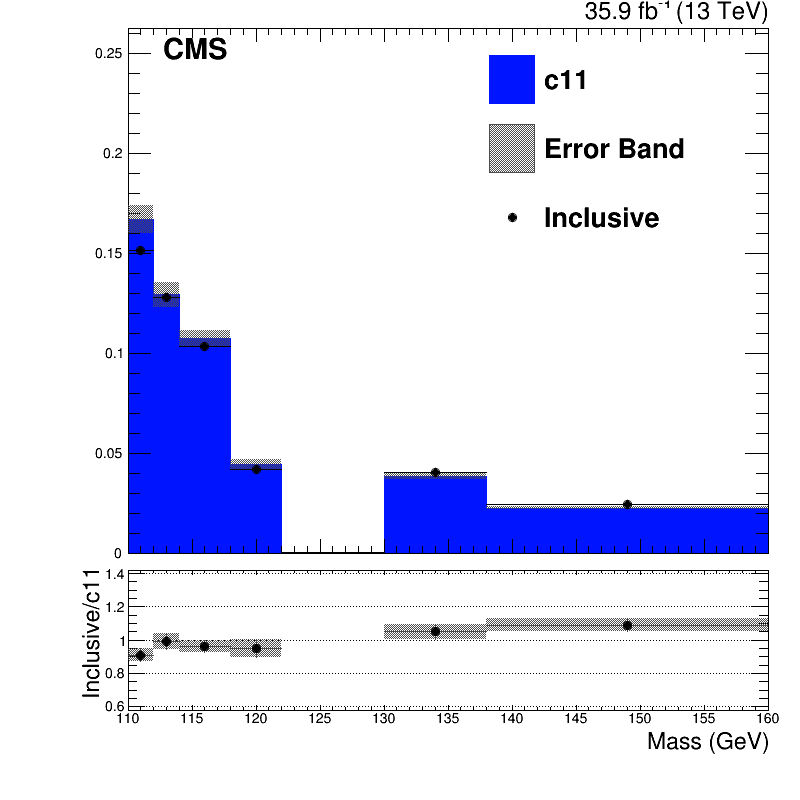 35.9 fb⁻¹ (13 TeV)
CMS
c11
Error Band
Inclusive
0.25
0.2
0.15
0.1
0.05
0
Inclusive/c11
1.4
1.2
1
0.8
0.6
110 115 120 125 130 135 140 145 150 155 160
Mass (GeV)